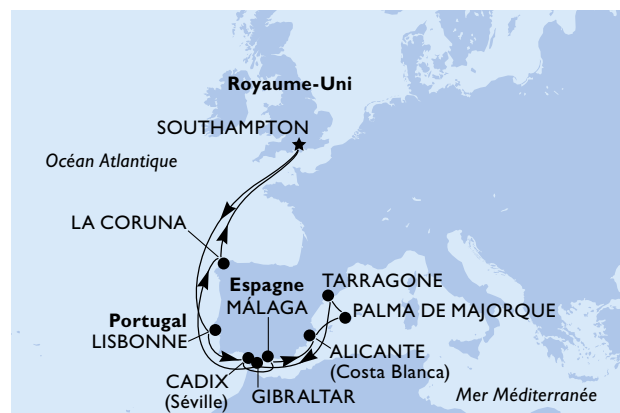 Royaume-Uni
SOUTHAMPTON
Océan Atlantique
LA CORUNA
Espagne
MÁLAGA
TARRAGONE
PALMA DE MAJORQUE
Portugal
LISBONNE
ALICANTE
(Costa Blanca)
CADIX
(Séville)
GIBRALTAR
Mer Méditerranée